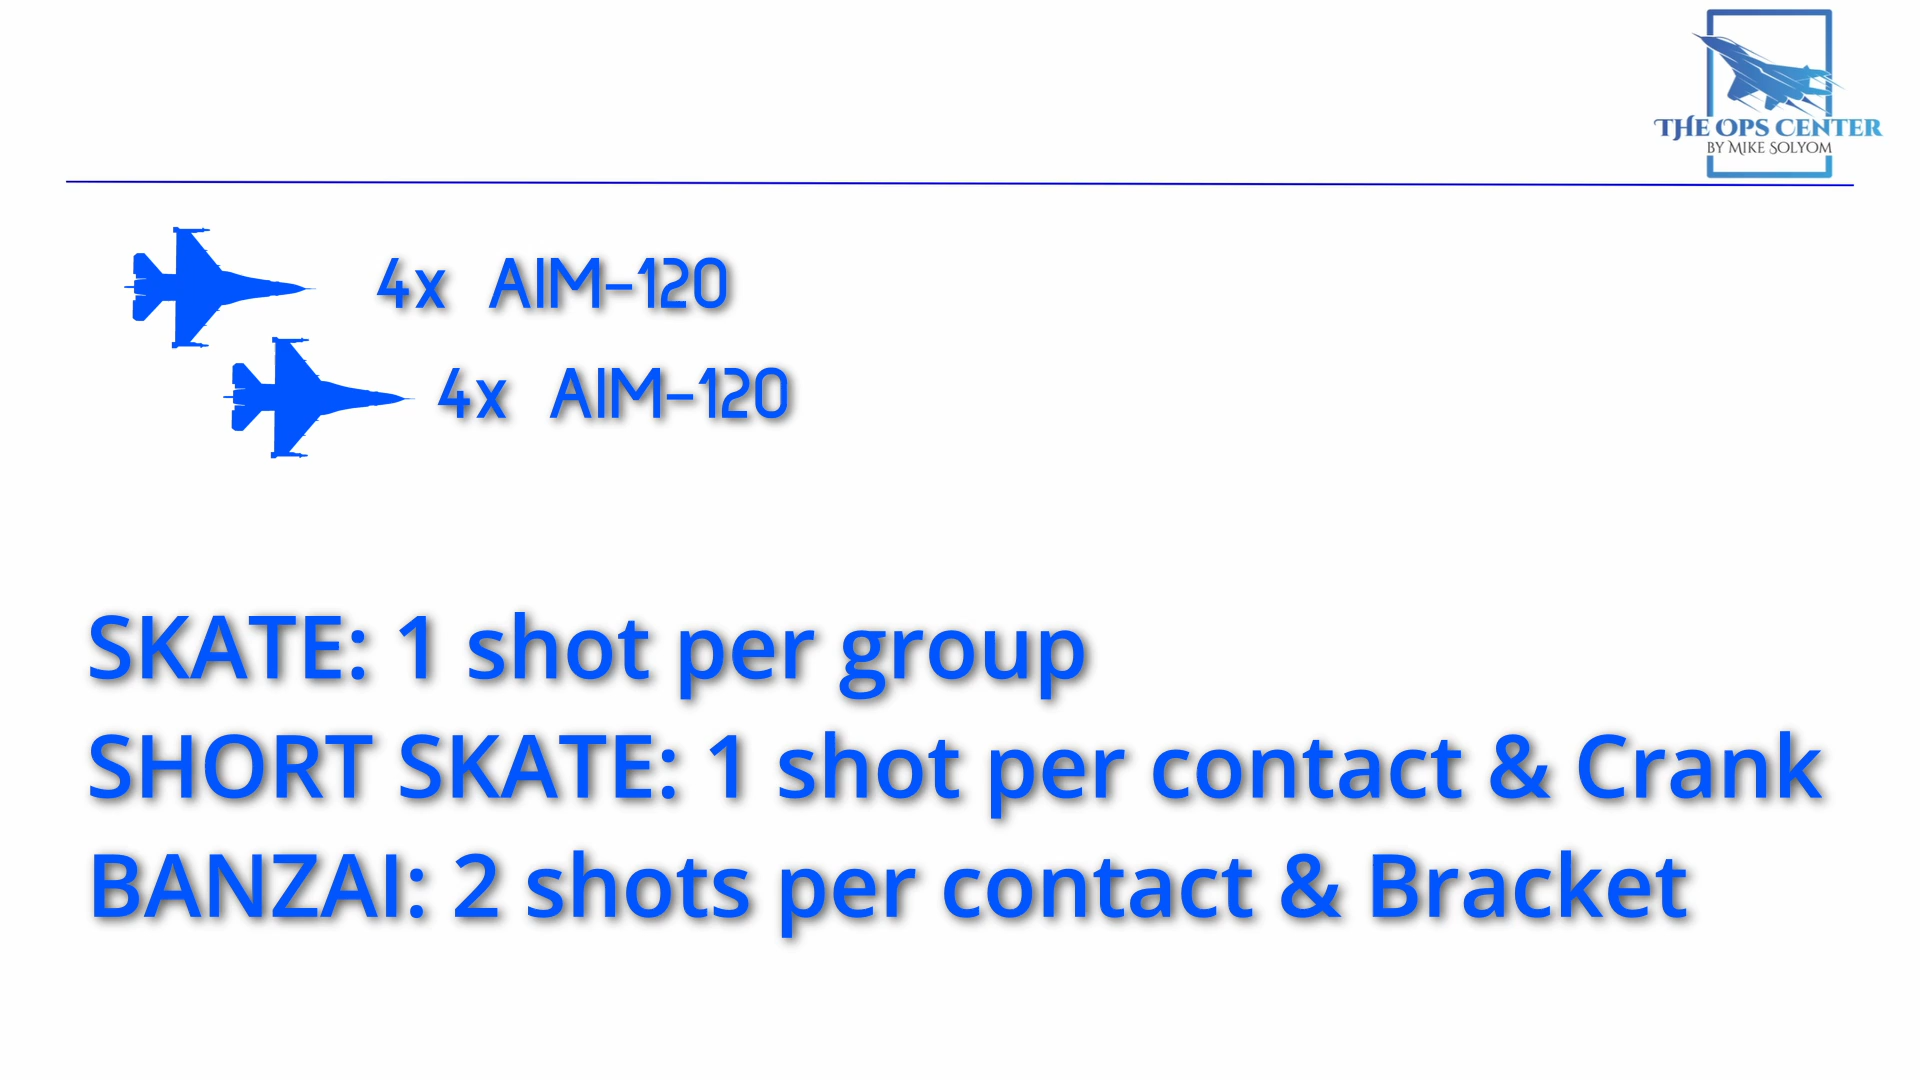 THE OPS CENTER
BY MIKE SOLYOM
4x AIM-120
4x AIM-120
SKATE: 1 shot per group
SHORT SKATE: 1 shot per contact & Crank
BANZAI: 2 shots per contact & Bracket